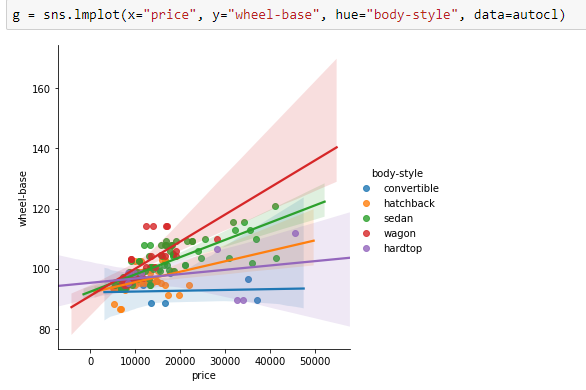 g = sns.lmplot(x="price", y="wheel-base", hue="body-style", data=autocl)
160
140
120
100
80
wheel-base
0 10000 20000 30000 40000 50000
price
body-style
convertible
hatchback
sedan
wagon
hardtop